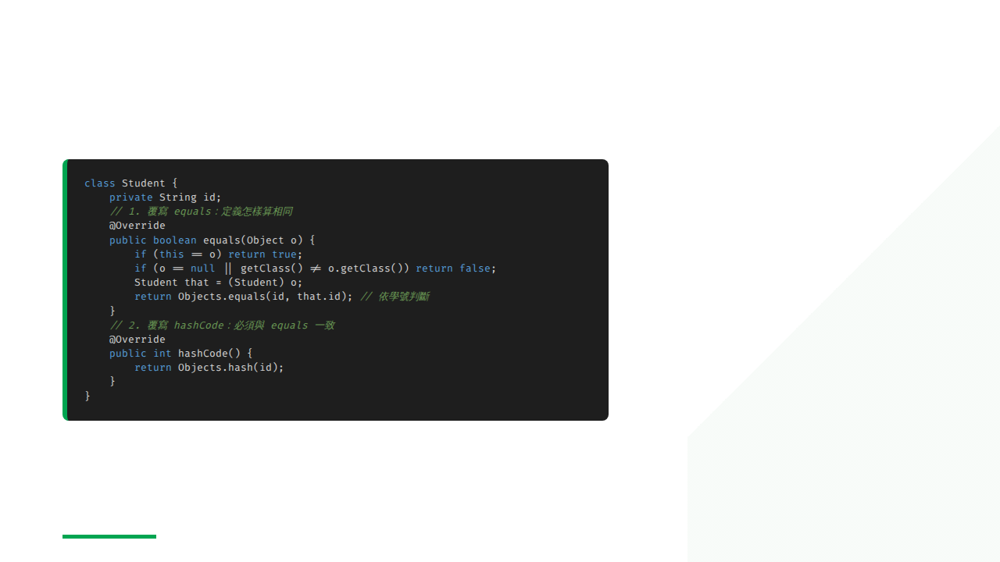 class Student {
    private String id;
    // 1. 覆寫 equals：定義怎樣算相同
    @Override
    public boolean equals(Object o) {
        if (this == o) return true;
        if (o == null || getClass() != o.getClass()) return false;
        Student that = (Student) o;
        return Objects.equals(id, that.id); // 依學號判斷
    }
    // 2. 覆寫 hashCode：必須與 equals 一致
    @Override
    public int hashCode() {
        return Objects.hash(id);
    }
}